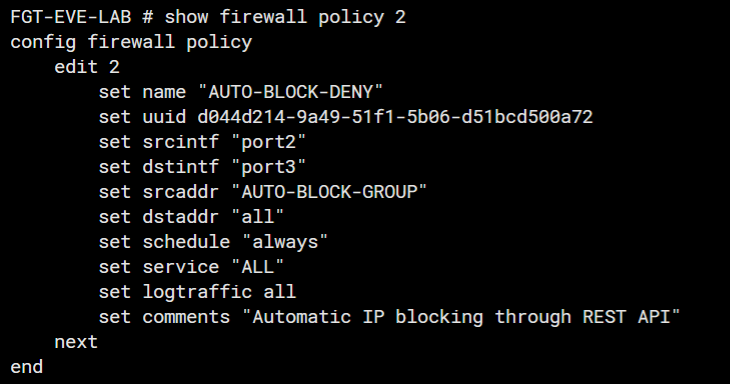 FGT-EVE-LAB # show firewall policy 2
config firewall policy
    edit 2
        set name "AUTO-BLOCK-DENY"
        set uuid d044d214-9a49-51f1-5b06-d51bcd500a72
        set srcintf "port2"
        set dstintf "port3"
        set srcaddr "AUTO-BLOCK-GROUP"
        set dstaddr "all"
        set schedule "always"
        set service "ALL"
        set logtraffic all
        set comments "Automatic IP blocking through REST API"
    next
end